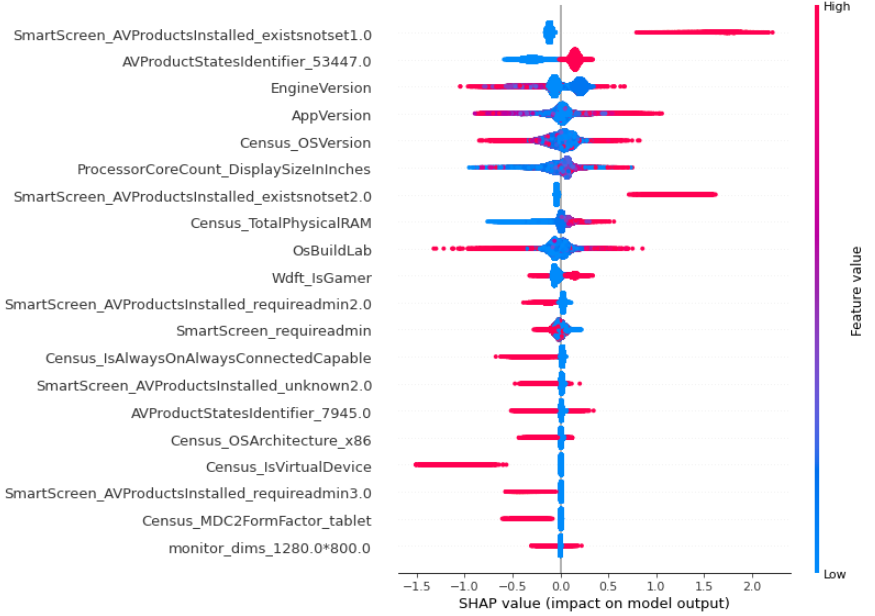 High
SmartScreen_AVProductsInstalled_existsnotset1.0
AVProductStatesIdentifier_53447.0
EngineVersion
AppVersion
Census_OSVersion
ProcessorCoreCount_DisplaySizeInInches
SmartScreen_AVProductsInstalled_existsnotset2.0
Census_TotalPhysicalRAM
OsBuildLab
Wdft_IsGamer
SmartScreen_AVProductsInstalled_requireadmin2.0
SmartScreen_requireadmin
Census_IsAlwaysOnAlwaysConnectedCapable
SmartScreen_AVProductsInstalled_unknown2.0
AVProductStatesIdentifier_7945.0
Census_OSArchitecture_x86
Census_IsVirtualDevice
SmartScreen_AVProductsInstalled_requireadmin3.0
Census_MDC2FormFactor_tablet
monitor_dims_1280.0*800.0
Feature value
Low
−1.5 −1.0 −0.5 0.0 0.5 1.0 1.5 2.0
SHAP value (impact on model output)